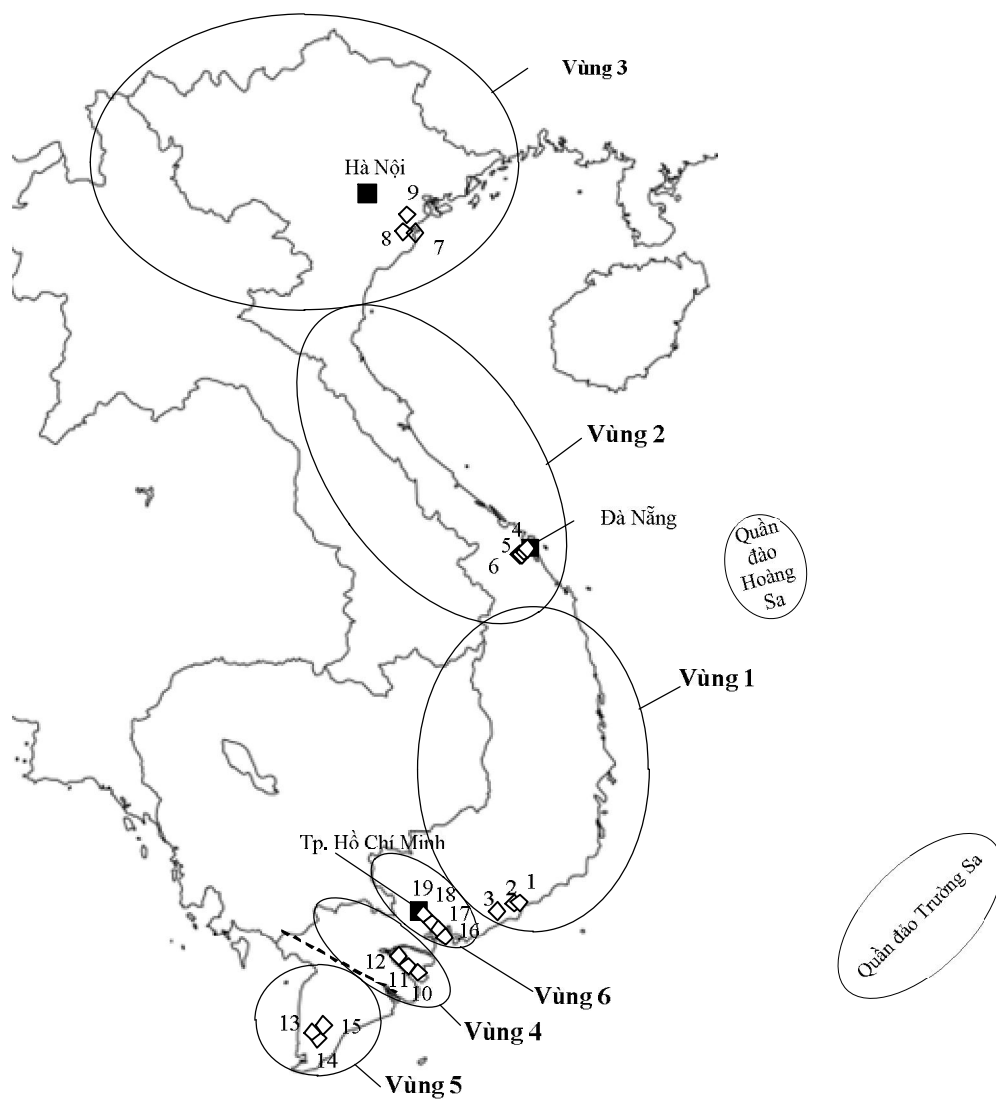 Vùng 3
Hà Nội
9
8
7
Vùng 2
4
Đà Nẵng
5
6
Quần
đảo
Hoàng
Sa
Vùng 1
Tp. Hồ Chí Minh
19
18
17
16
3
2
1
Quần đảo Trường Sa
12
11
10
Vùng 6
Vùng 4
13
15
14
Vùng 5